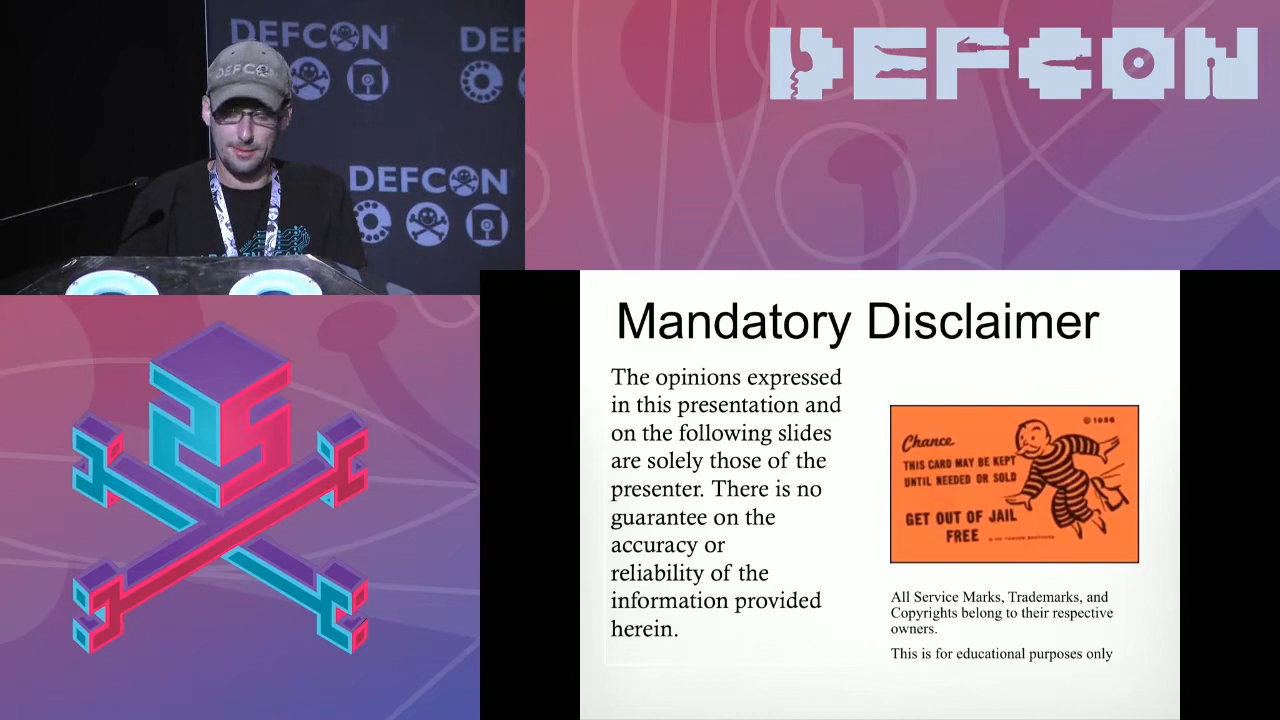 DEFCON
DEF
DEFCON
DEFCON
DEFCON
Mandatory Disclaimer
The opinions expressed
in this presentation and
on the following slides
are solely those of the
presenter. There is no
guarantee on the
accuracy or
reliability of the
information provided
herein.
© 1936
Chance
THIS CARD MAY BE KEPT
UNTIL NEEDED OR SOLD
GET OUT OF JAIL
FREE
All Service Marks, Trademarks, and
Copyrights belong to their respective
owners.
This is for educational purposes only